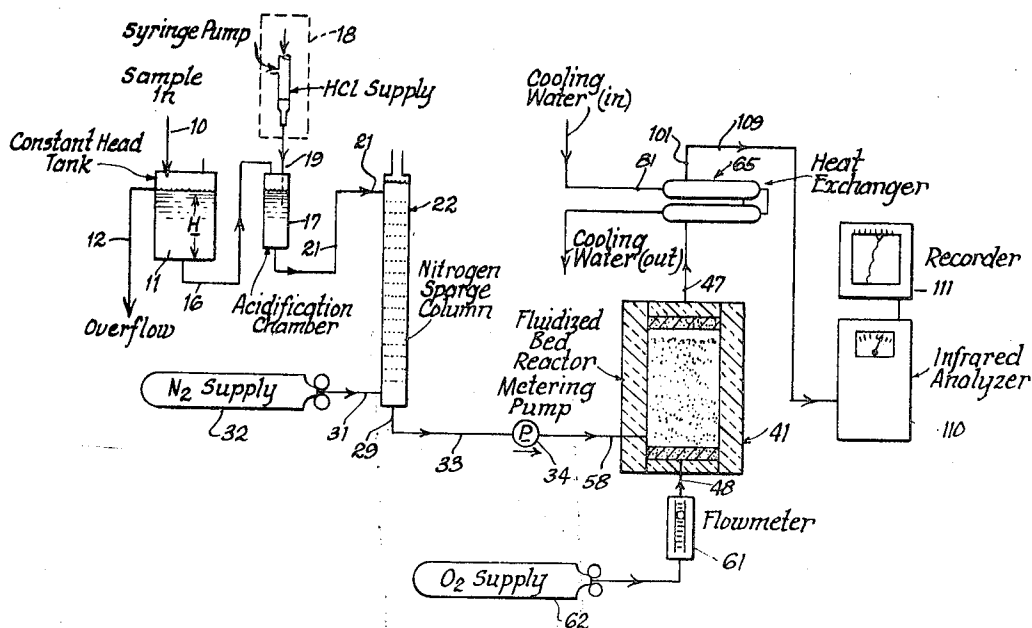 Syringe Pump
18
Sample
In
HCl Supply
10
19
Constant Head
Tank
H
12
11
16
17
21
21
22
Overflow
Acidification
Chamber
Nitrogen
Sparge
Column
N2 Supply
32
31
29
33
Metering
Pump
P
34
58
Cooling
Water (in)
101
109
65
81
Heat
Exchanger
Cooling
Water (out)
47
Fluidized
Bed
Reactor
41
48
Flowmeter
61
O2 Supply
62
Recorder
111
Infrared
Analyzer
110